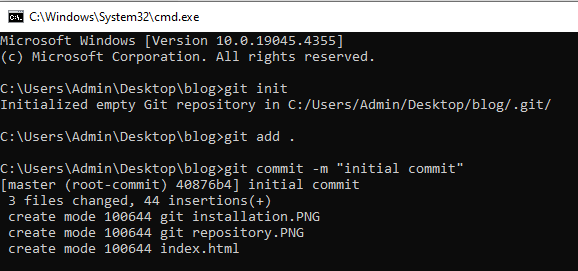 C:\Windows\System32\cmd.exe
Microsoft Windows [Version 10.0.19045.4355]
(c) Microsoft Corporation. All rights reserved.
C:\Users\Admin\Desktop\blog>git init
Initialized empty Git repository in C:/Users/Admin/Desktop/blog/.git/
C:\Users\Admin\Desktop\blog>git add .
C:\Users\Admin\Desktop\blog>git commit -m "initial commit"
[master (root-commit) 40876b4] initial commit
 3 files changed, 44 insertions(+)
 create mode 100644 git installation.PNG
 create mode 100644 git repository.PNG
 create mode 100644 index.html